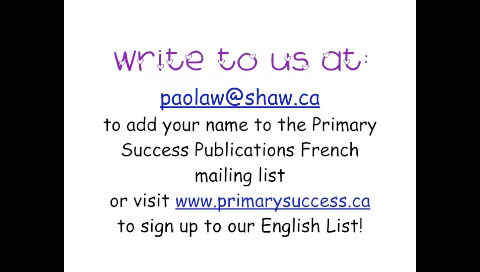 write to us at:
paolaw@shaw.ca
to add your name to the Primary
Success Publications French
mailing list
or visit www.primarysuccess.ca
to sign up to our English List!